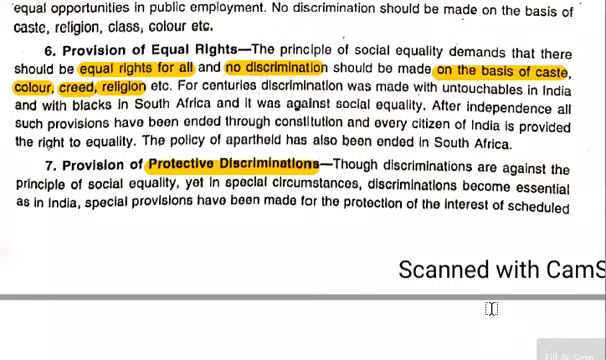 equal opportunities in public employment. No discrimination should be made on the basis of
caste, religion, class, colour etc.
6. Provision of Equal Rights—The principle of social equality demands that there
should be equal rights for all and no discrimination should be made on the basis of caste,
colour, creed, religion etc. For centuries discrimination was made with untouchables in India
and with blacks in South Africa and it was against social equality. After independence all
such provisions have been ended through constitution and every citizen of India is provided
the right to equality. The policy of apartheid has also been ended in South Africa.
7. Provision of Protective Discriminations—Though discriminations are against the
principle of social equality, yet in special circumstances, discriminations become essential
as in India, special provisions have been made for the protection of the interest of scheduled
Scanned with CamS
Fill & Sign